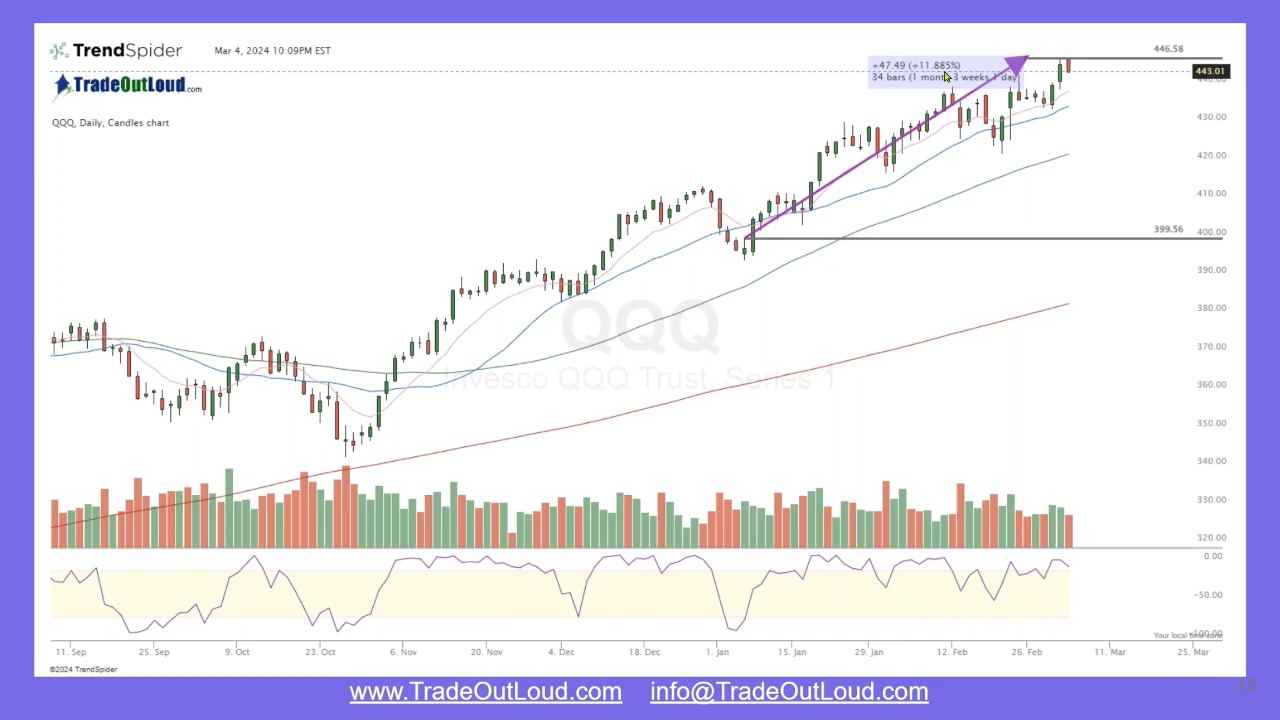 TrendSpider
Mar 4, 2024 10:09PM EST
TradeOutLoud.com
QQQ, Daily, Candles chart
+47.49 (+11.885%)
34 bars (1 month 3 weeks 1 day)
446.58
443.01
440.00
430.00
420.00
410.00
399.56
400.00
390.00
380.00
370.00
360.00
350.00
340.00
330.00
320.00
QQQ
Invesco QQQ Trust, Series 1
0.00
-50.00
-100.00
Your local time zone
11. Sep
25. Sep
9. Oct
23. Oct
6. Nov
20. Nov
4. Dec
18. Dec
1. Jan
15. Jan
29. Jan
12. Feb
26. Feb
11. Mar
25. Mar
©2024 TrendSpider
www.TradeOutLoud.com info@TradeOutLoud.com
15